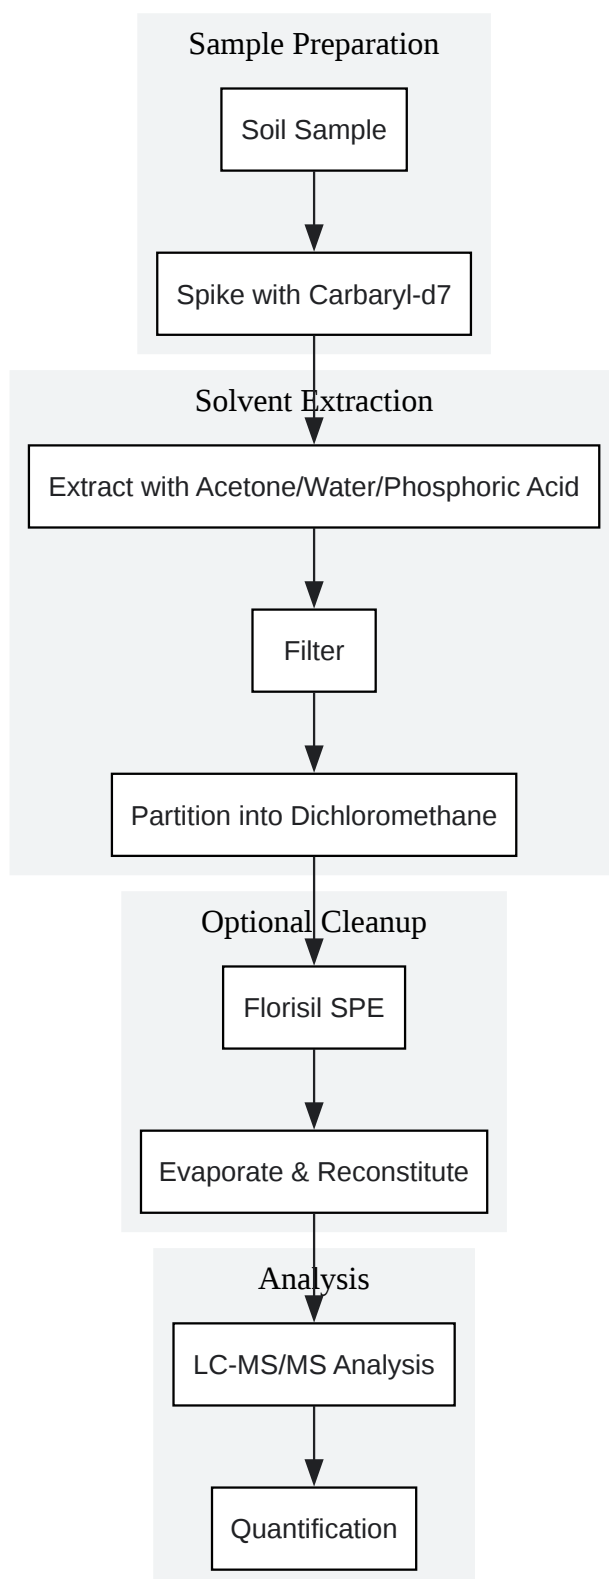 Sample Preparation
Soil Sample
Spike with Carbaryl-d7
Solvent Extraction
Extract with Acetone/Water/Phosphoric Acid
Filter
Partition into Dichloromethane
Optional Cleanup
Florisil SPE
Evaporate & Reconstitute
Analysis
LC-MS/MS Analysis
Quantification